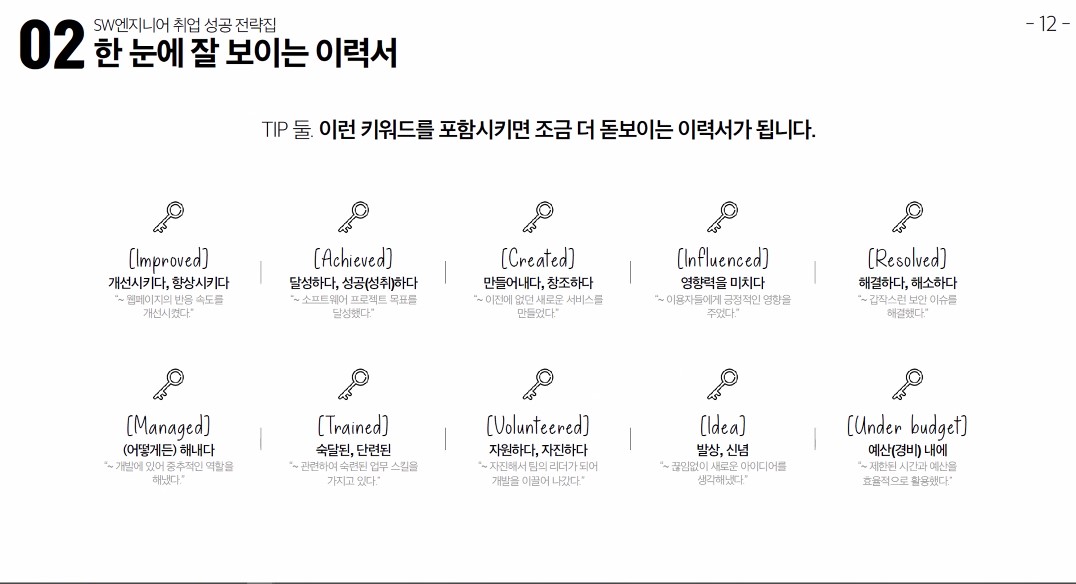 02
SW엔지니어 취업 성공 전략집
한 눈에 잘 보이는 이력서
- 12 -
TIP 둘. 이런 키워드를 포함시키면 조금 더 돋보이는 이력서가 됩니다.
[Improved]
개선시키다, 향상시키다
"~ 웹페이지의 반응 속도를
개선시켰다."
[Achieved]
달성하다, 성공(성취)하다
"~ 소프트웨어 프로젝트 목표를
달성했다."
[Created]
만들어내다, 창조하다
"~ 이전에 없던 새로운 서비스를
만들었다."
[Influenced]
영향력을 미치다
"~ 이용자들에게 긍정적인 영향을
주었다."
[Resolved]
해결하다, 해소하다
"~ 갑작스런 보안 이슈를
해결했다."
[Managed]
(어떻게든) 해내다
"~ 개발에 있어 중추적인 역할을
해냈다."
[Trained]
숙달된, 단련된
"~ 관련하여 숙련된 업무 스킬을
가지고 있다."
[Volunteered]
자원하다, 자진하다
"~ 자진해서 팀의 리더가 되어
개발을 이끌어 나갔다."
[Idea]
발상, 신념
"~ 끊임없이 새로운 아이디어를
생각해냈다."
[Under budget]
예산(경비) 내에
"~ 제한된 시간과 예산을
효율적으로 활용했다."